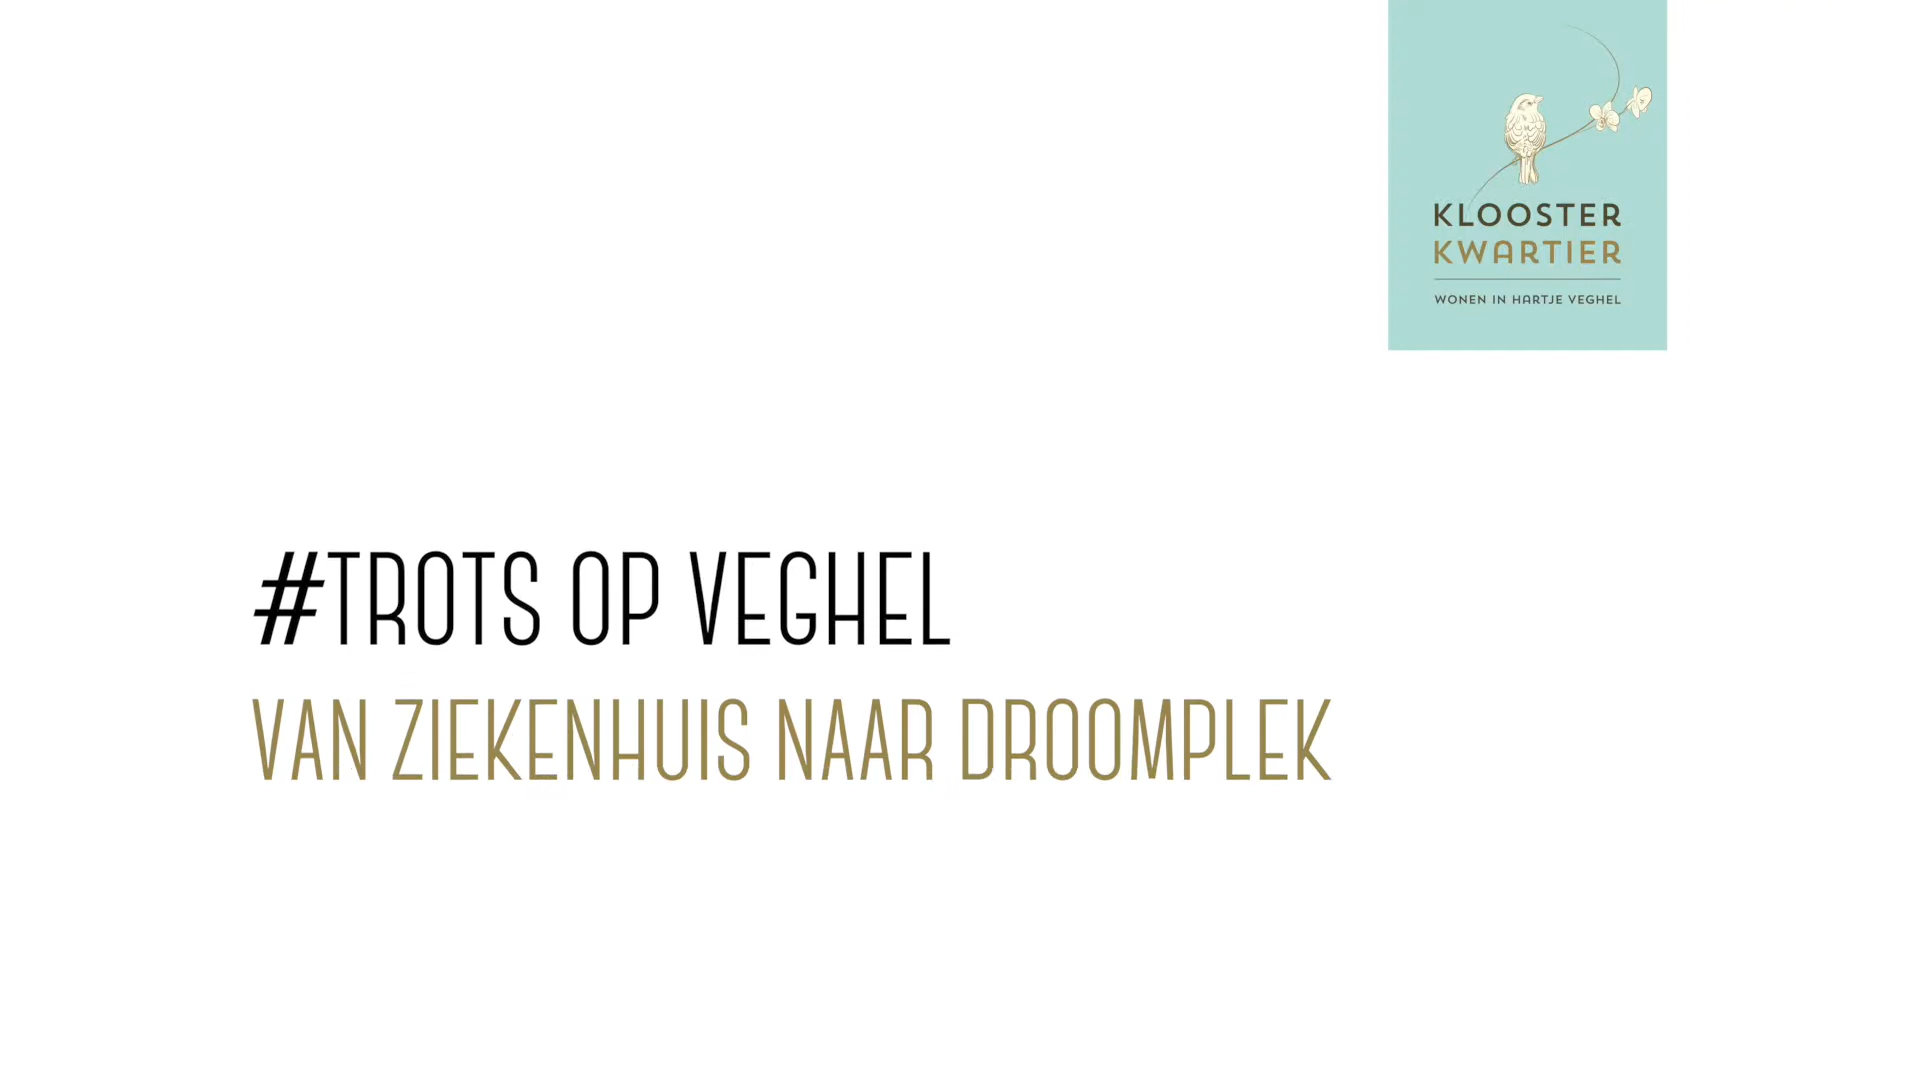 KLOOSTER
KWARTIER
WONEN IN HARTJE VEGHEL
#TROTS OP VEGHEL
VAN ZIEKENHUIS NAAR DROOMPLEK